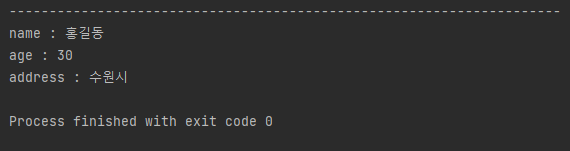 ---------------------------------------------------------------------
name : 홍길동
age : 30
address : 수원시
Process finished with exit code 0